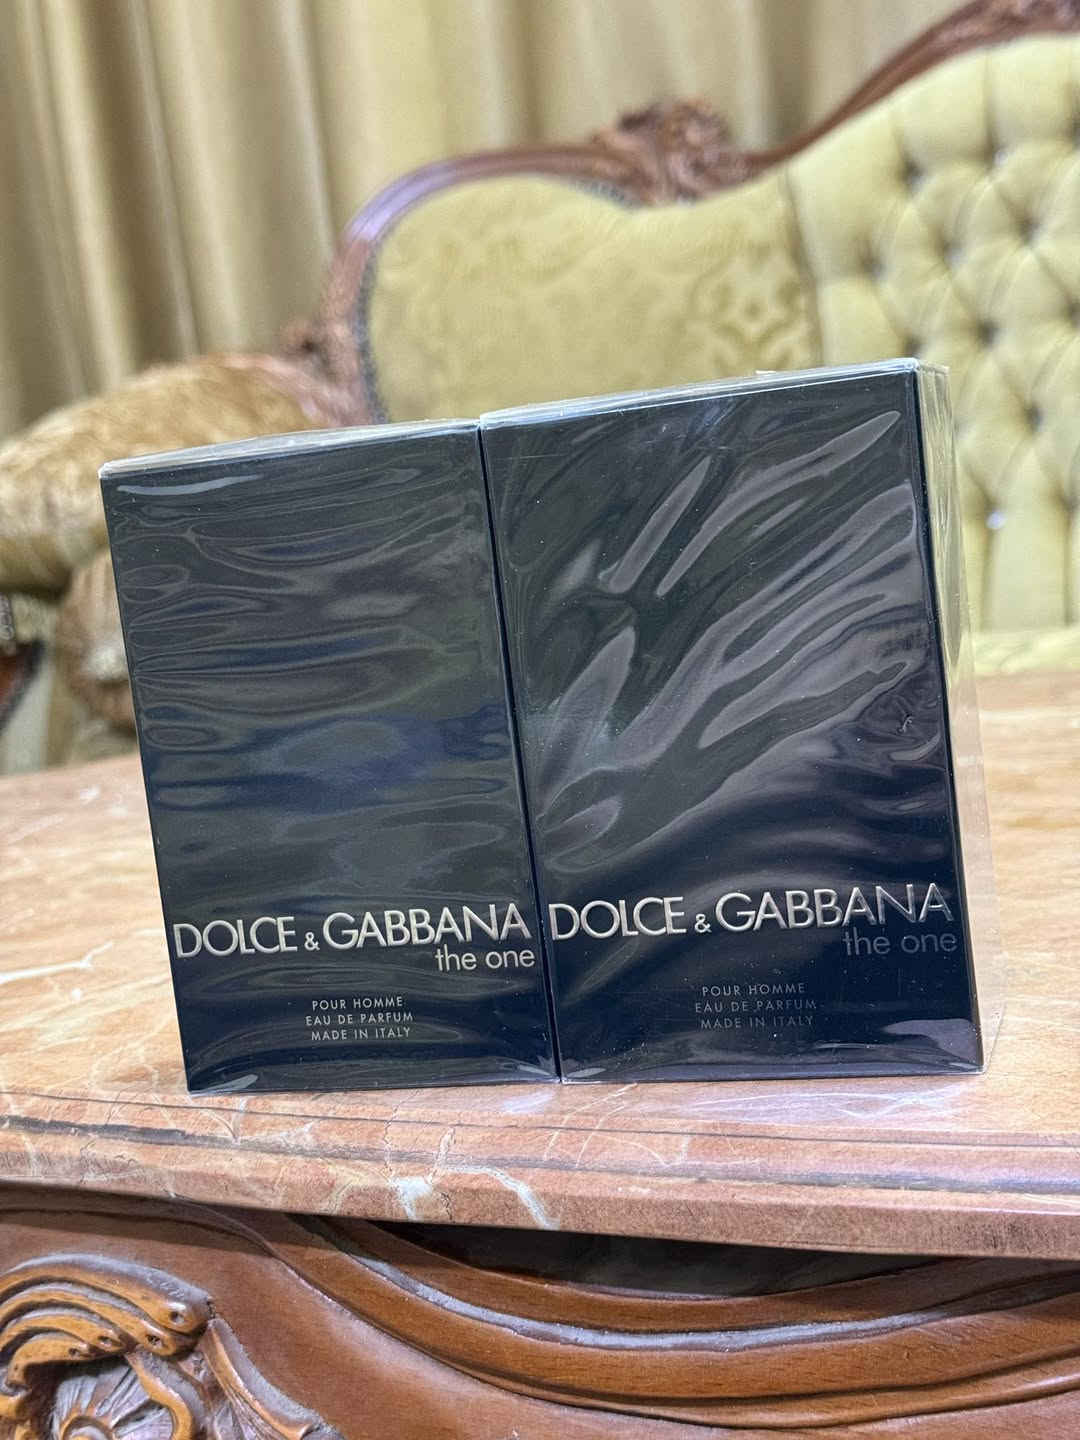 DOLCE & GABBANA
the one
POUR HOMME
EAU DE PARFUM
MADE IN ITALY
DOLCE & GABBANA
the one
POUR HOMME
EAU DE PARFUM
MADE IN ITALY